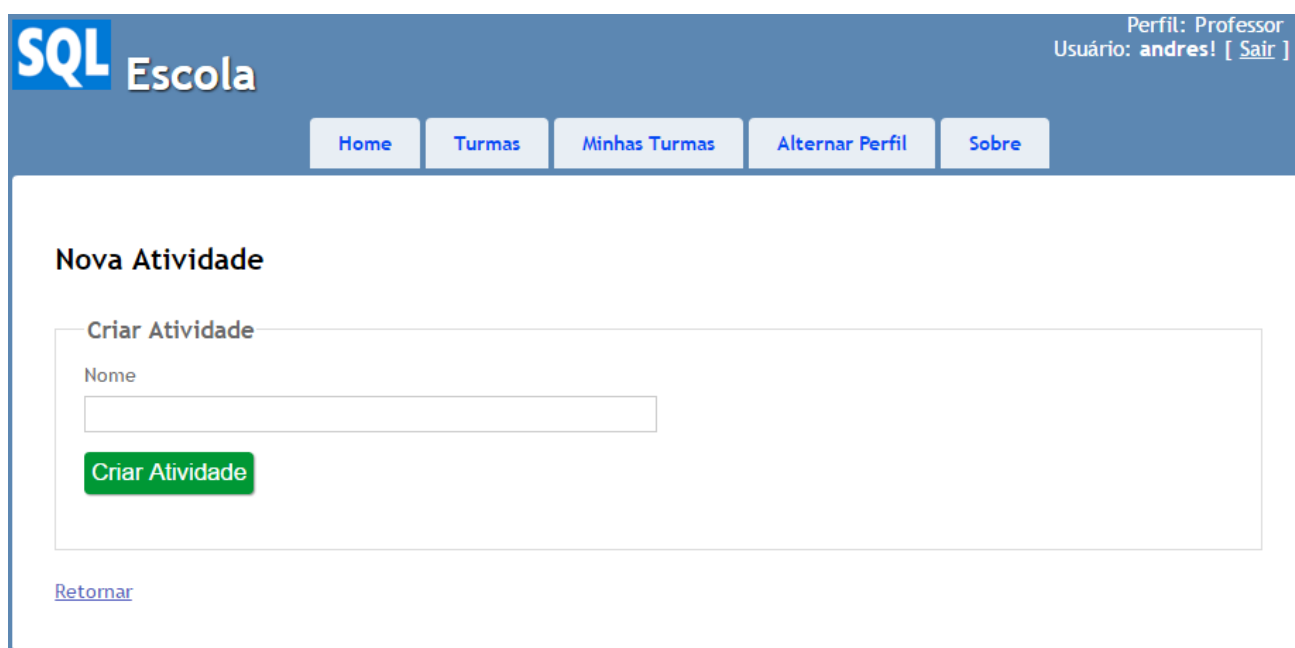 Perfil: Professor
Usuário: andres! [ Sair ]
SQL Escola
Home Turmas Minhas Turmas Alternar Perfil Sobre
Nova Atividade
Criar Atividade
Nome
Criar Atividade
Retornar